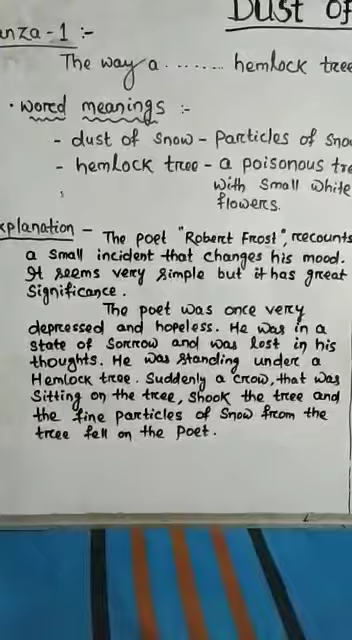 Dust of
anza-1 :-
The way a ........ hemlock tree
• wored meanings :-
- dust of snow - Particles of Sno
- hemlock tree - a poisonous tre
with small white
flowers.
xplanation - The poet "Robert Frost", recounts
a small incident that changes his mood.
It seems very simple but it has great
Significance.
The poet was once very
depressed and hopeless. He was in a
state of Sorrow and was lost in his
thoughts. He was standing under a
Hemlock tree. Suddenly a crow, that was
Sitting on the tree, shook the tree and
the fine particles of Snow from the
tree fell on the Poet.